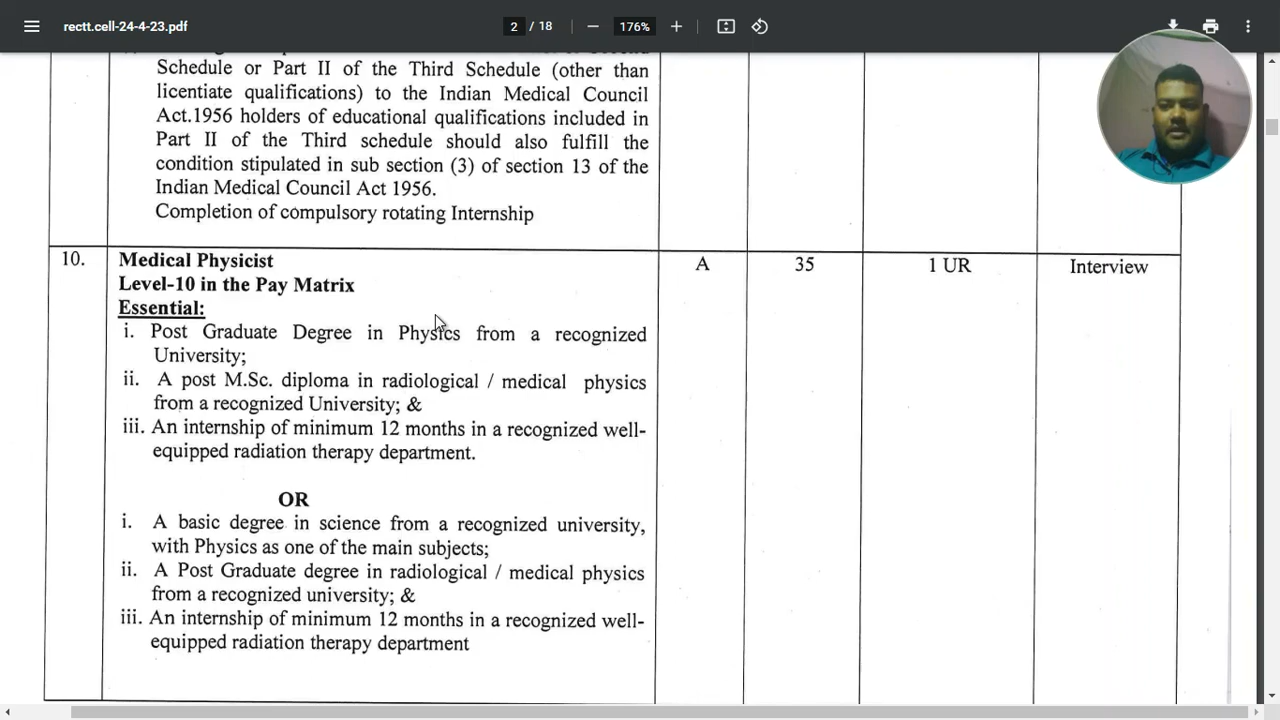 rectt.cell-24-4-23.pdf
2 / 18
176%
Schedule or Part II of the Third Schedule (other than
licentiate qualifications) to the Indian Medical Council
Act.1956 holders of educational qualifications included in
Part II of the Third schedule should also fulfill the
condition stipulated in sub section (3) of section 13 of the
Indian Medical Council Act 1956.
Completion of compulsory rotating Internship
10.
Medical Physicist
A
35
1 UR
Interview
Level-10 in the Pay Matrix
Essential:
i. Post Graduate Degree in Physics from a recognized
University;
ii. A post M.Sc. diploma in radiological / medical physics
from a recognized University; &
iii. An internship of minimum 12 months in a recognized well-
equipped radiation therapy department.
OR
i. A basic degree in science from a recognized university,
with Physics as one of the main subjects;
ii. A Post Graduate degree in radiological / medical physics
from a recognized university; &
iii. An internship of minimum 12 months in a recognized well-
equipped radiation therapy department